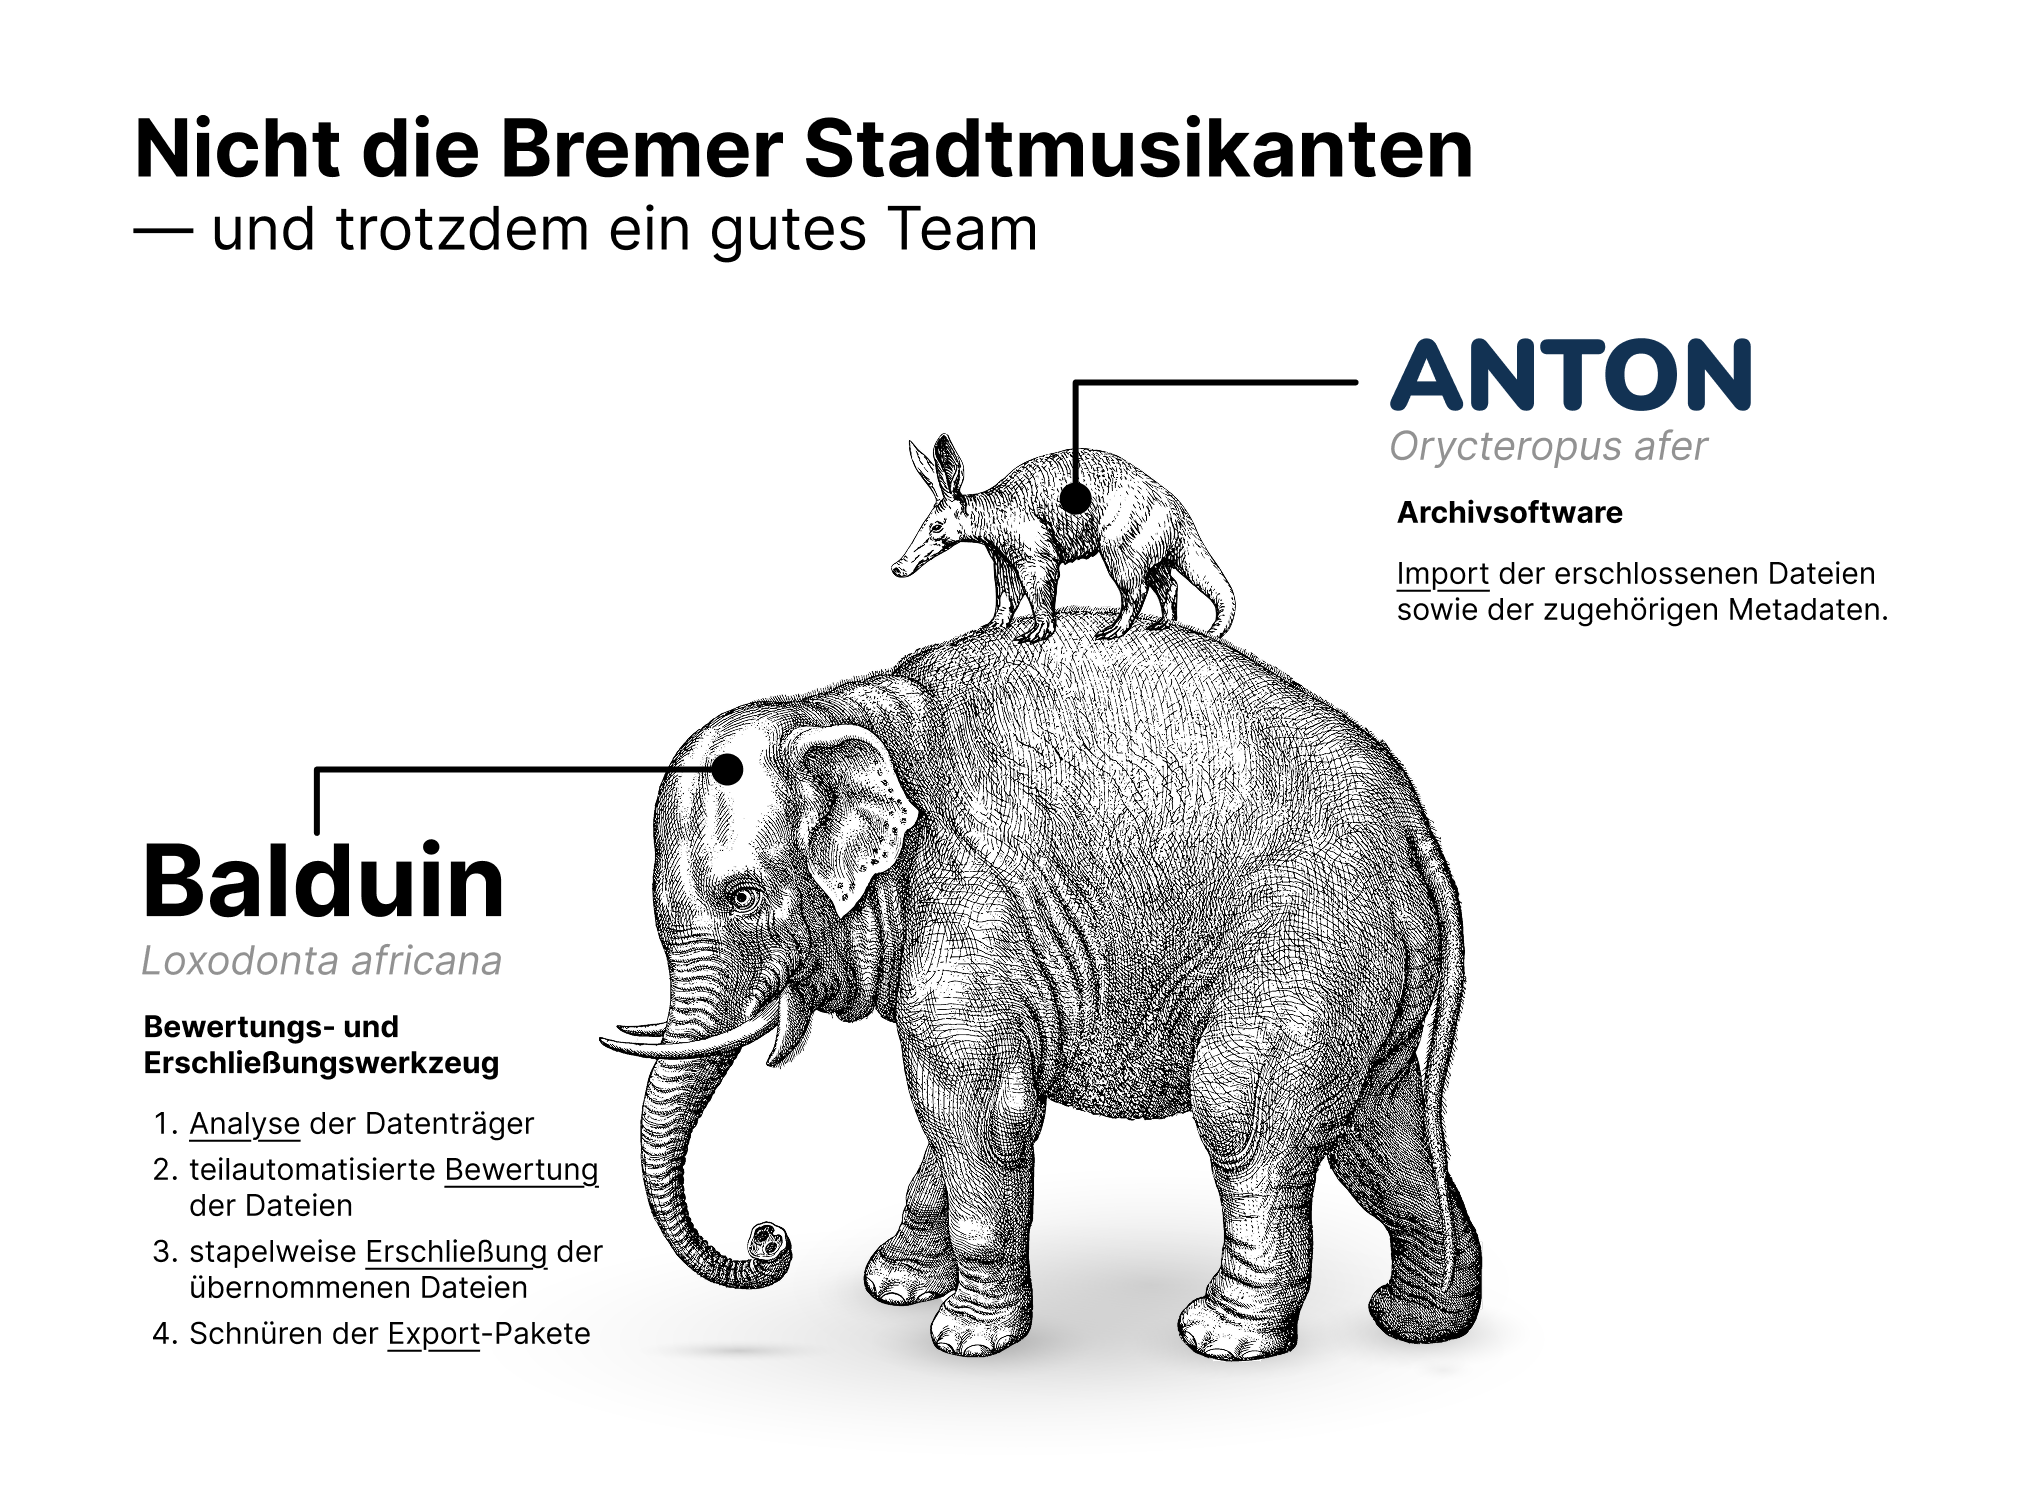 Nicht die Bremer Stadtmusikanten
— und trotzdem ein gutes Team
ANTON
Orycteropus afer
Archivsoftware
Import der erschlossenen Dateien
sowie der zugehörigen Metadaten.
Balduin
Loxodonta africana
Bewertungs- und
Erschließungswerkzeug
1. Analyse der Datenträger
2. teilautomatisierte Bewertung
der Dateien
3. stapelweise Erschließung der
übernommenen Dateien
4. Schnüren der Export-Pakete